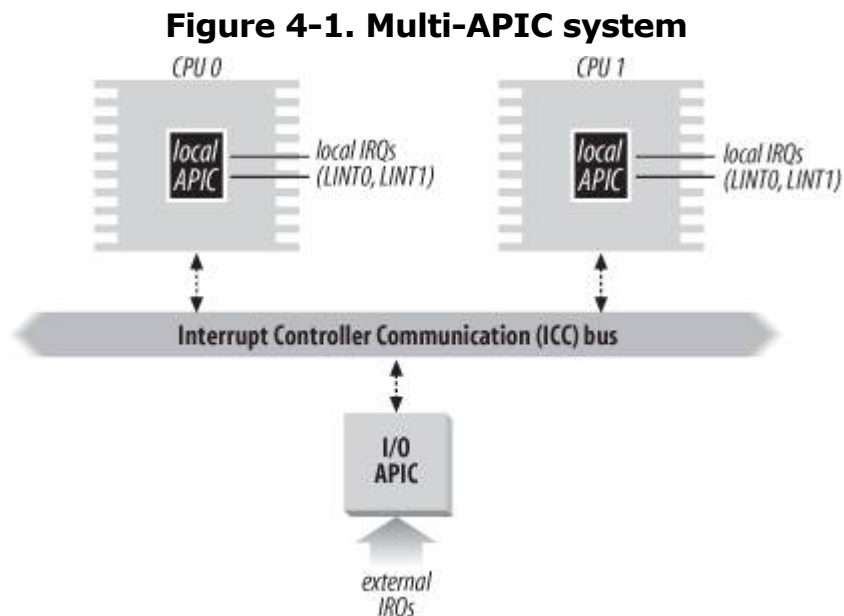 Figure 4-1. Multi-APIC system
CPU 0
CPU 1
local
APIC
local IRQs
(LINT0, LINT1)
local
APIC
local IRQs
(LINT0, LINT1)
Interrupt Controller Communication (ICC) bus
I/O
APIC
external
IRQs